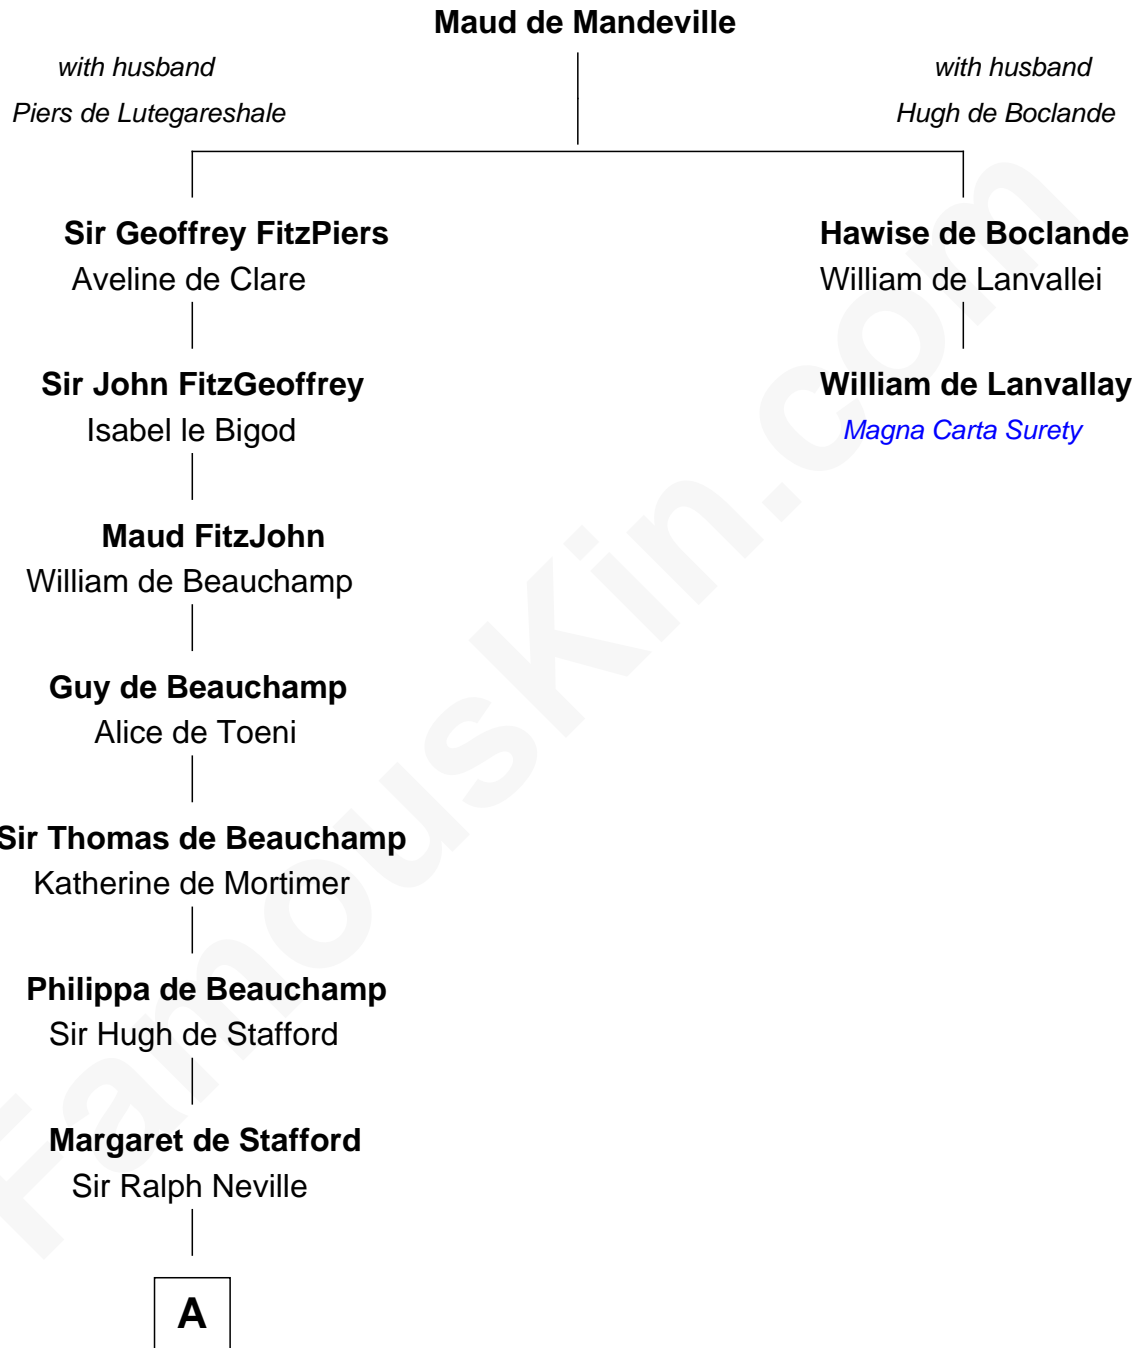 Maud de Mandeville
with husband
Piers de Lutegareshale
with husband
Hugh de Boclande
Sir Geoffrey FitzPiers
Aveline de Clare
Hawise de Boclande
William de Lanvallei
Sir John FitzGeoffrey
Isabel le Bigod
William de Lanvallay
Magna Carta Surety
Maud FitzJohn
William de Beauchamp
Guy de Beauchamp
Alice de Toeni
Sir Thomas de Beauchamp
Katherine de Mortimer
Philippa de Beauchamp
Sir Hugh de Stafford
Margaret de Stafford
Sir Ralph Neville
A
FamousKin.com